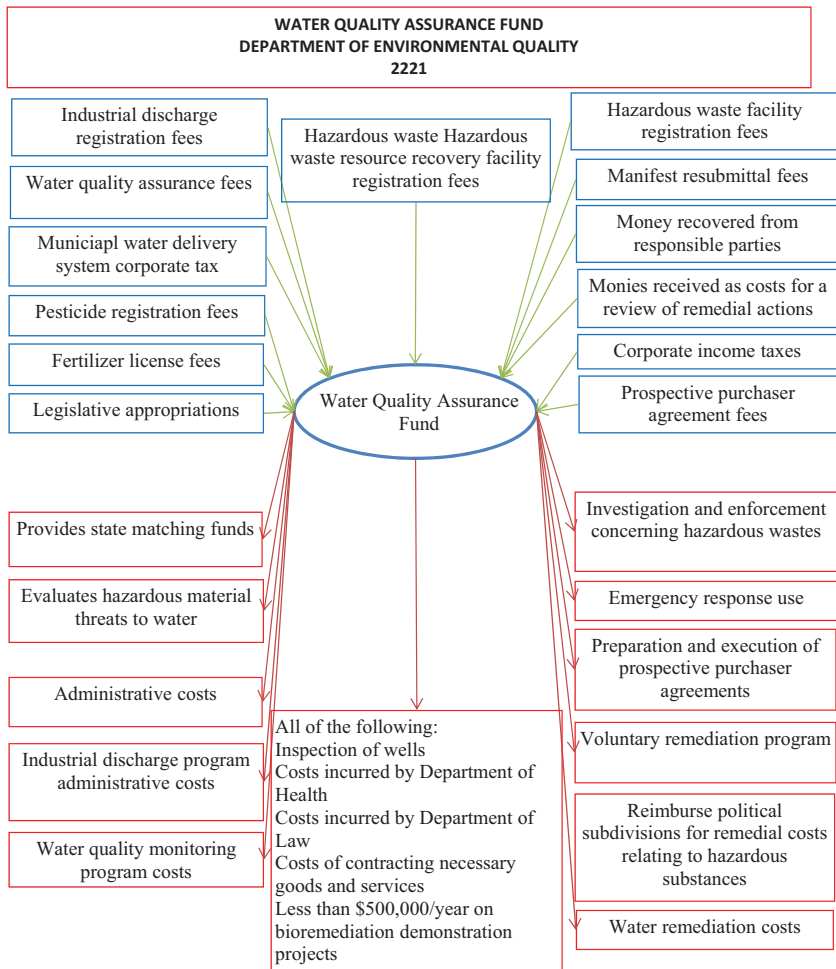 WATER QUALITY ASSURANCE FUND
DEPARTMENT OF ENVIRONMENTAL QUALITY
2221
Industrial discharge
registration fees
Water quality assurance fees
Municiapl water delivery
system corporate tax
Pesticide registration fees
Fertilizer license fees
Legislative appropriations
Hazardous waste Hazardous
waste resource recovery facility
registration fees
Hazardous waste facility
registration fees
Manifest resubmittal fees
Money recovered from
responsible parties
Monies received as costs for a
review of remedial actions
Corporate income taxes
Prospective purchaser
agreement fees
Water Quality Assurance
Fund
Provides state matching funds
Evaluates hazardous material
threats to water
Administrative costs
Industrial discharge program
administrative costs
Water quality monitoring
program costs
All of the following:
Inspection of wells
Costs incurred by Department of
Health
Costs incurred by Department of
Law
Costs of contracting necessary
goods and services
Less than $500,000/year on
bioremediation demonstration
projects
Investigation and enforcement
concerning hazardous wastes
Emergency response use
Preparation and execution of
prospective purchaser
agreements
Voluntary remediation program
Reimburse political
subdivisions for remedial costs
relating to hazardous
substances
Water remediation costs